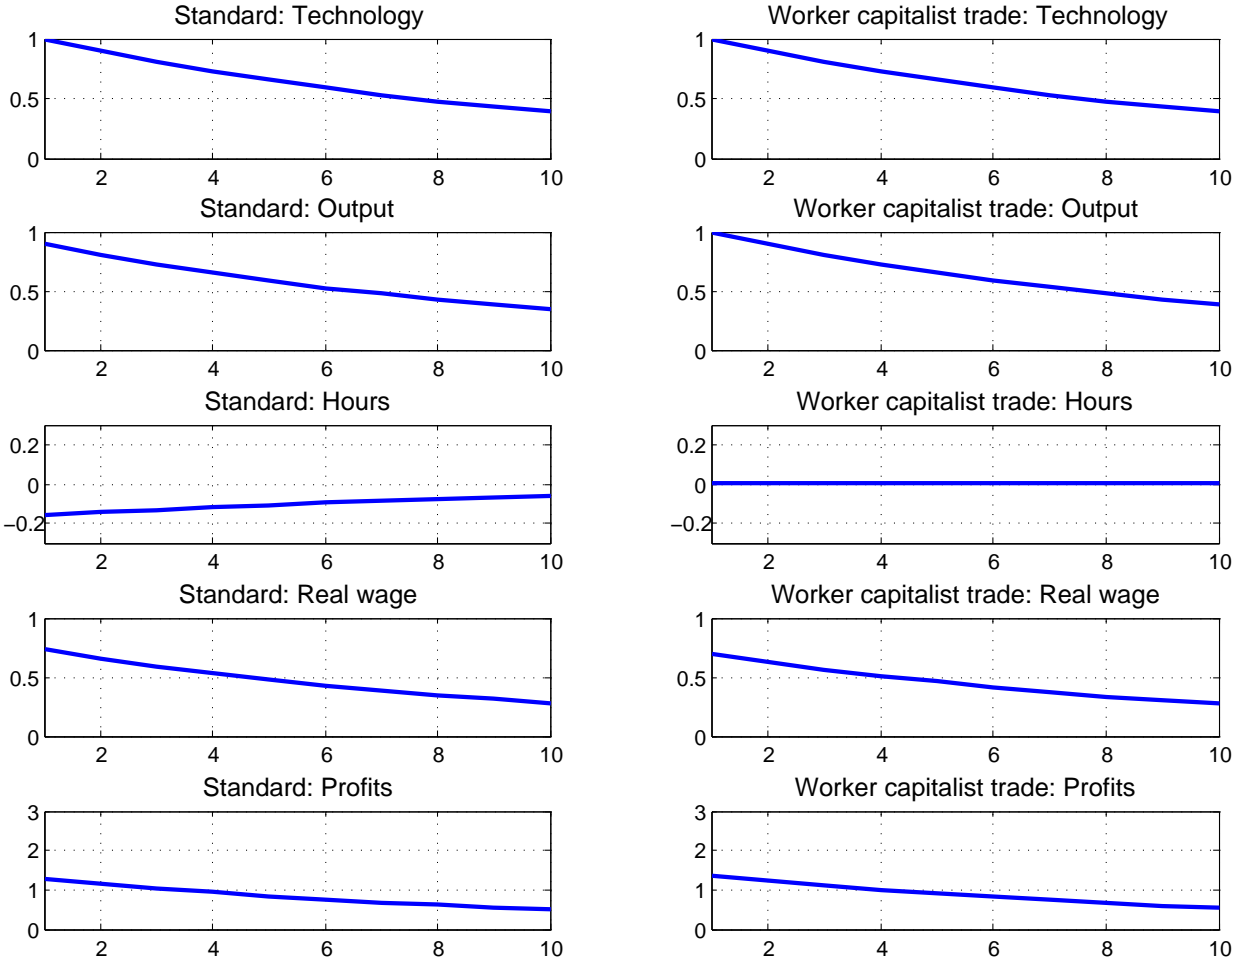 Standard: Technology
Worker capitalist trade: Technology
1
0.5
0
2 4 6 8 10
1
0.5
0
2 4 6 8 10
Standard: Output
Worker capitalist trade: Output
1
0.5
0
2 4 6 8 10
1
0.5
0
2 4 6 8 10
Standard: Hours
Worker capitalist trade: Hours
0.2
0
−0.2
2 4 6 8 10
0.2
0
−0.2
2 4 6 8 10
Standard: Real wage
Worker capitalist trade: Real wage
1
0.5
0
2 4 6 8 10
1
0.5
0
2 4 6 8 10
Standard: Profits
Worker capitalist trade: Profits
3
2
1
0
2 4 6 8 10
3
2
1
0
2 4 6 8 10